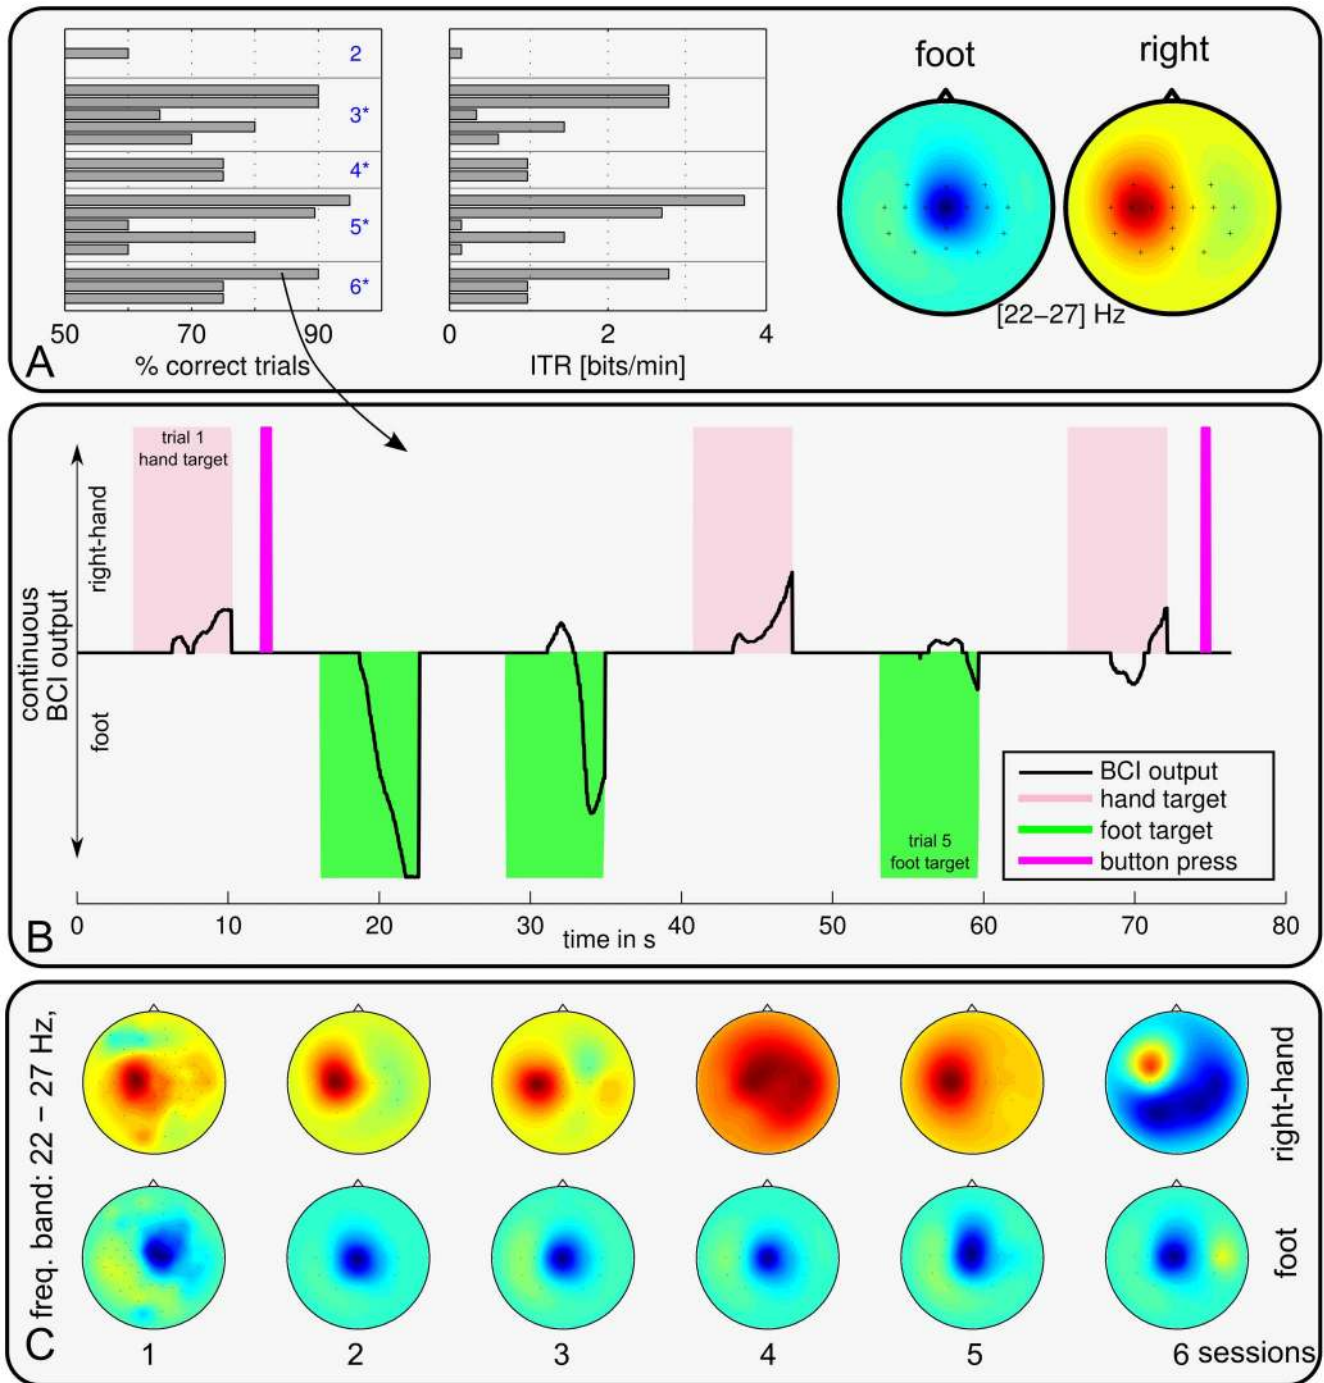 2
3*
4*
5*
6*
50 70 90
% correct trials
0 2 4
ITR [bits/min]
foot right
[22–27] Hz
A
trial 1
hand target
right-hand
continuous
BCI output
foot
trial 5
foot target
BCI output
hand target
foot target
button press
0 10 20 30 40 50 60 70 80
time in s
B
freq. band: 22 – 27 Hz,
right-hand
foot
C
1 2 3 4 5 6 sessions